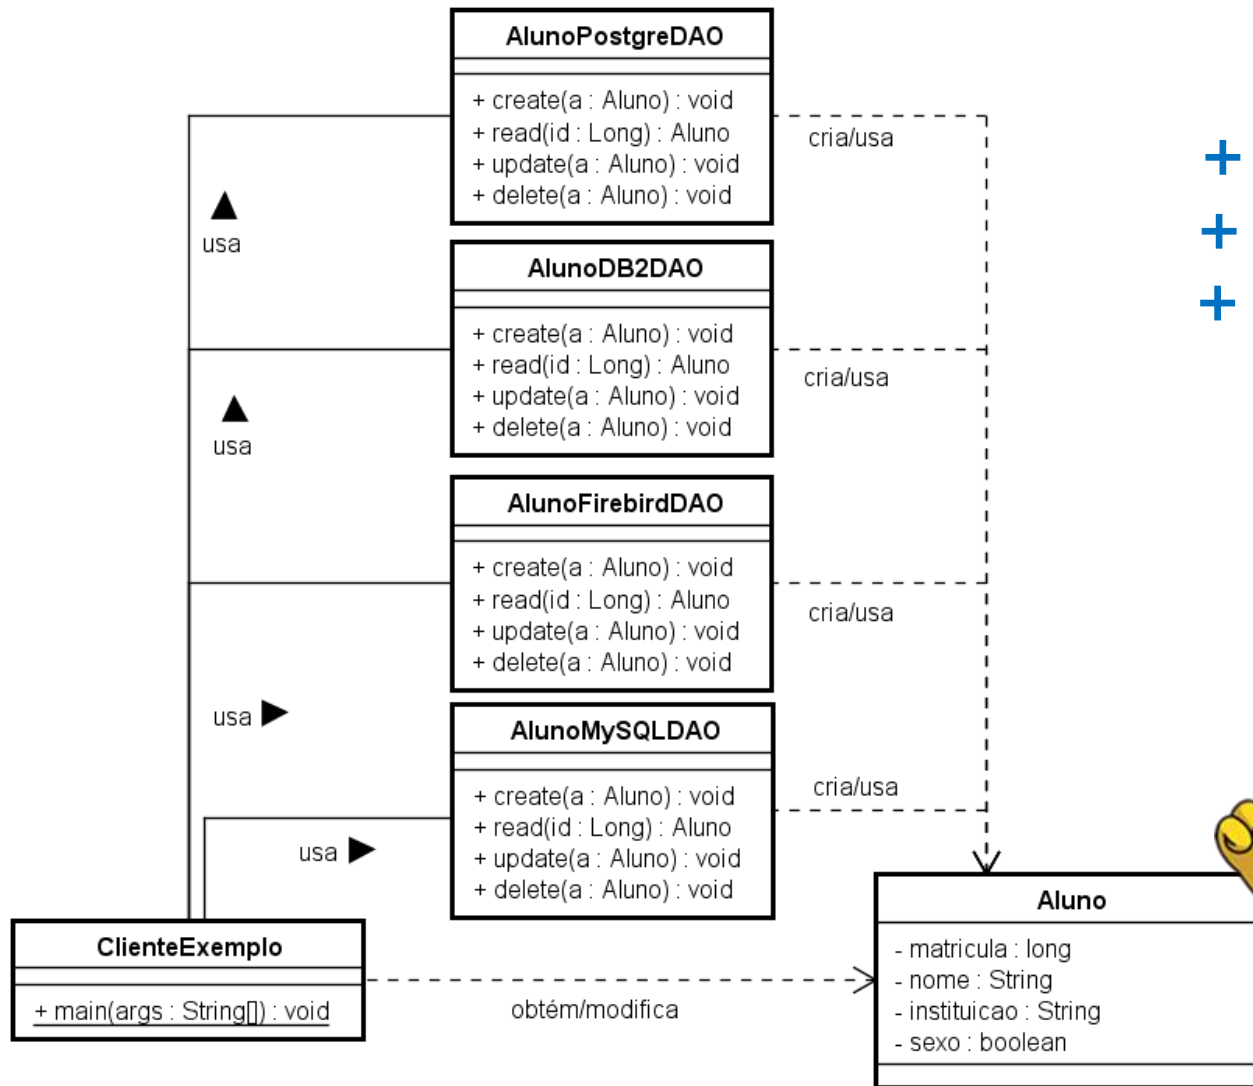 AlunoPostgreDAO
+ create(a : Aluno) : void
+ read(id : Long) : Aluno
+ update(a : Aluno) : void
+ delete(a : Aluno) : void
cria/usa
+
+
+
usa
AlunoDB2DAO
+ create(a : Aluno) : void
+ read(id : Long) : Aluno
+ update(a : Aluno) : void
+ delete(a : Aluno) : void
cria/usa
usa
AlunoFirebirdDAO
+ create(a : Aluno) : void
+ read(id : Long) : Aluno
+ update(a : Aluno) : void
+ delete(a : Aluno) : void
cria/usa
usa
AlunoMySQLDAO
+ create(a : Aluno) : void
+ read(id : Long) : Aluno
+ update(a : Aluno) : void
+ delete(a : Aluno) : void
cria/usa
usa
ClienteExemplo
+ main(args : String[]) : void
obtém/modifica
Aluno
- matricula : long
- nome : String
- instituicao : String
- sexo : boolean